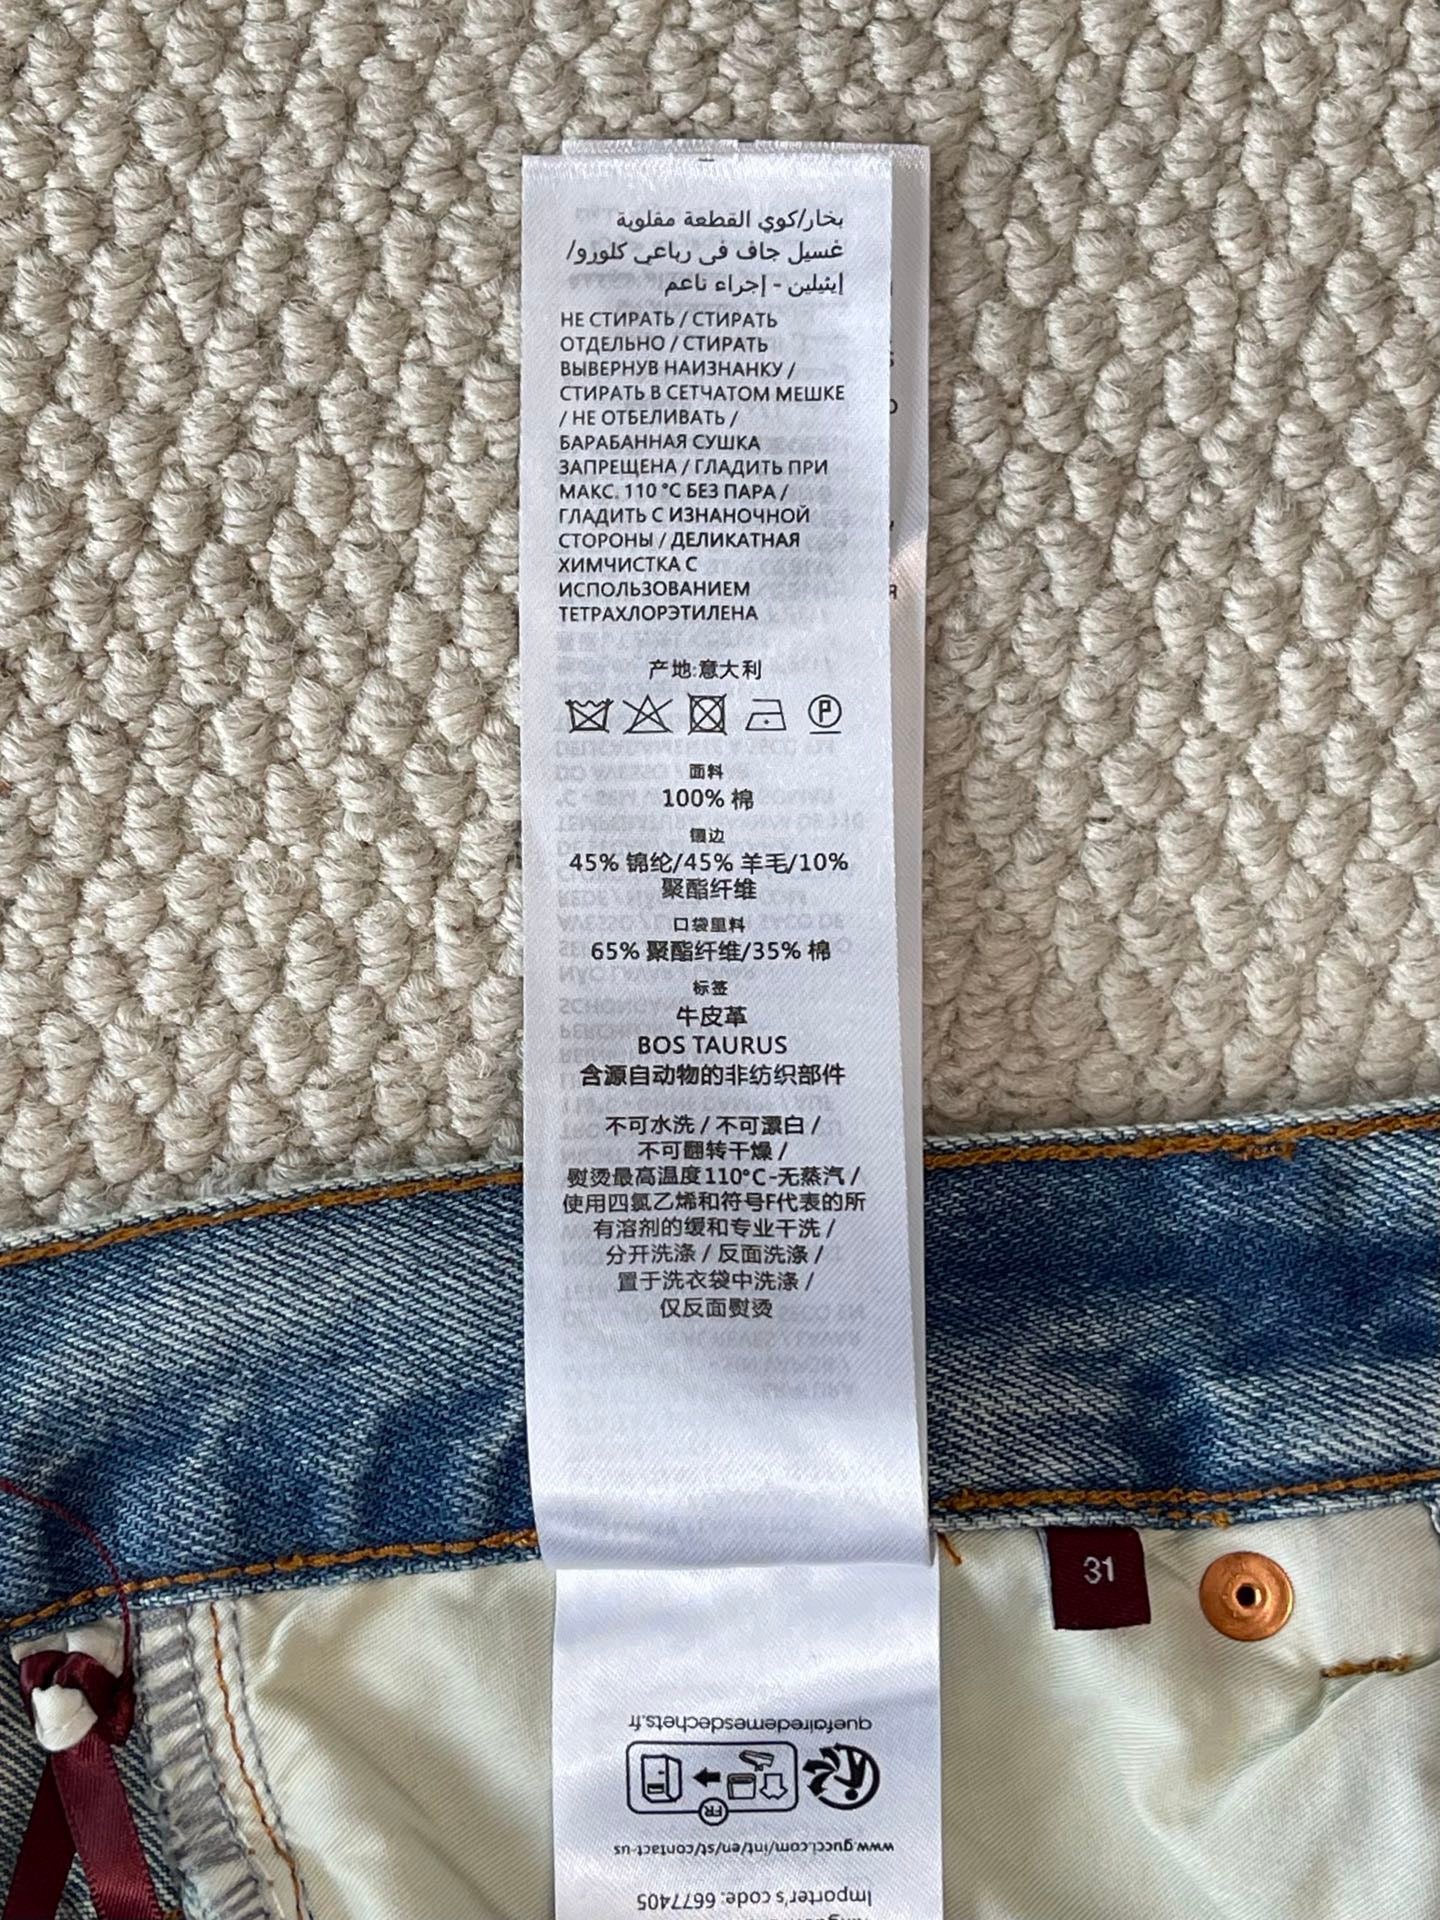 بخار/كوي القطعة مقلوبة
غسيل جاف فى رباعي كلورو/
إيثيلين - إجراء ناعم
НЕ СТИРАТЬ / СТИРАТЬ
ОТДЕЛЬНО / СТИРАТЬ
ВЫВЕРНУВ НАИЗНАНКУ /
СТИРАТЬ В СЕТЧАТОМ МЕШКЕ
/ НЕ ОТБЕЛИВАТЬ /
БАРАБАННАЯ СУШКА
ЗАПРЕЩЕНА / ГЛАДИТЬ ПРИ
МАКС. 110 °C БЕЗ ПАРА /
ГЛАДИТЬ С ИЗНАНОЧНОЙ
СТОРОНЫ / ДЕЛИКАТНАЯ
ХИМЧИСТКА С
ИСПОЛЬЗОВАНИЕМ
ТЕТРАХЛОРЭТИЛЕНА
产地:意大利
P
面料
100% 棉
镶边
45% 锦纶/45% 羊毛/10%
聚酯纤维
口袋里料
65% 聚酯纤维/35% 棉
标签
牛皮革
BOS TAURUS
含源自动物的非纺织部件
不可水洗 / 不可漂白 /
不可翻转干燥 /
熨烫最高温度110°C-无蒸汽 /
使用四氯乙烯和符号F代表的所
有溶剂的缓和专业干洗 /
分开洗涤 / 反面洗涤 /
置于洗衣袋中洗涤 /
仅反面熨烫
31
quefairedemesdechets.fr
FR
www.gucci.com/int/en/st/contact-us
Importer's code: 6677405